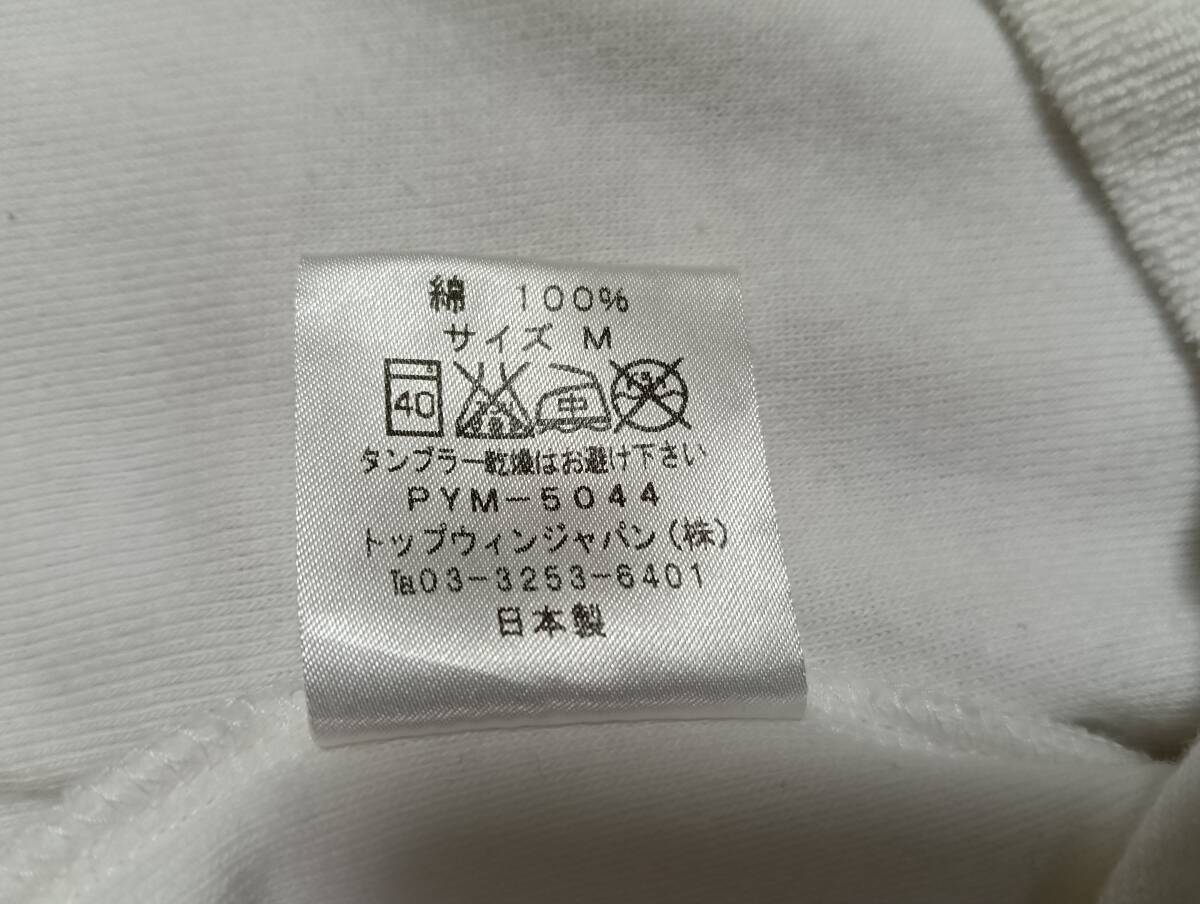 綿 100%
サイズ M
40 中
タンブラー乾燥はお避け下さい
PYM-5044
トップウィンジャパン(株)
℡03-3253-6401
日本製